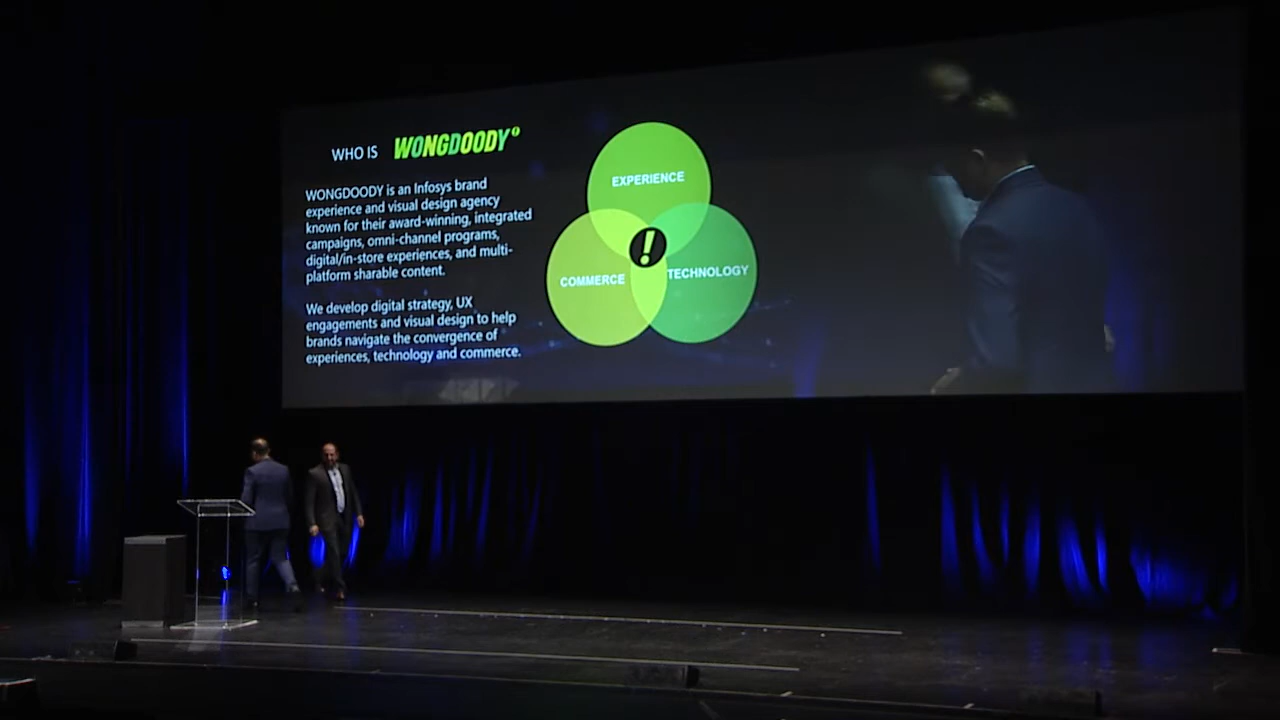 WHO IS WONGDOODY
WONGDOODY is an Infosys brand
experience and visual design agency
known for their award-winning, integrated
campaigns, omni-channel programs,
digital/in-store experiences, and multi-
platform sharable content.
We develop digital strategy, UX
engagements and visual design to help
brands navigate the convergence of
experiences, technology and commerce.
EXPERIENCE
!
COMMERCE
TECHNOLOGY